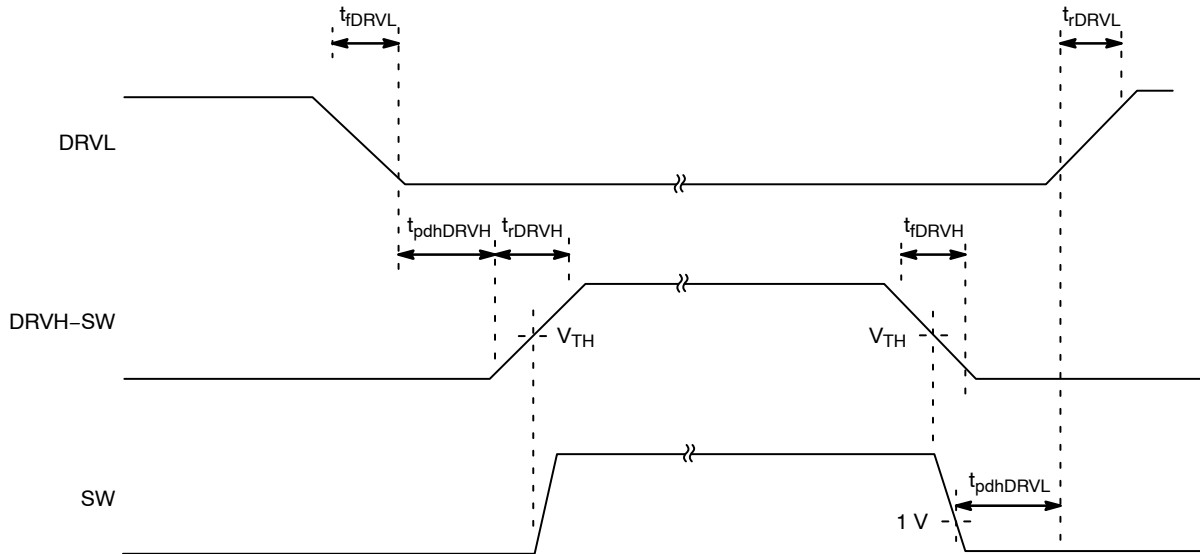 tfDRVL
trDRVL
DRVL
tpdhDRVH
trDRVH
tfDRVH
DRVH–SW
VTH
VTH
SW
tpdhDRVL
1 V